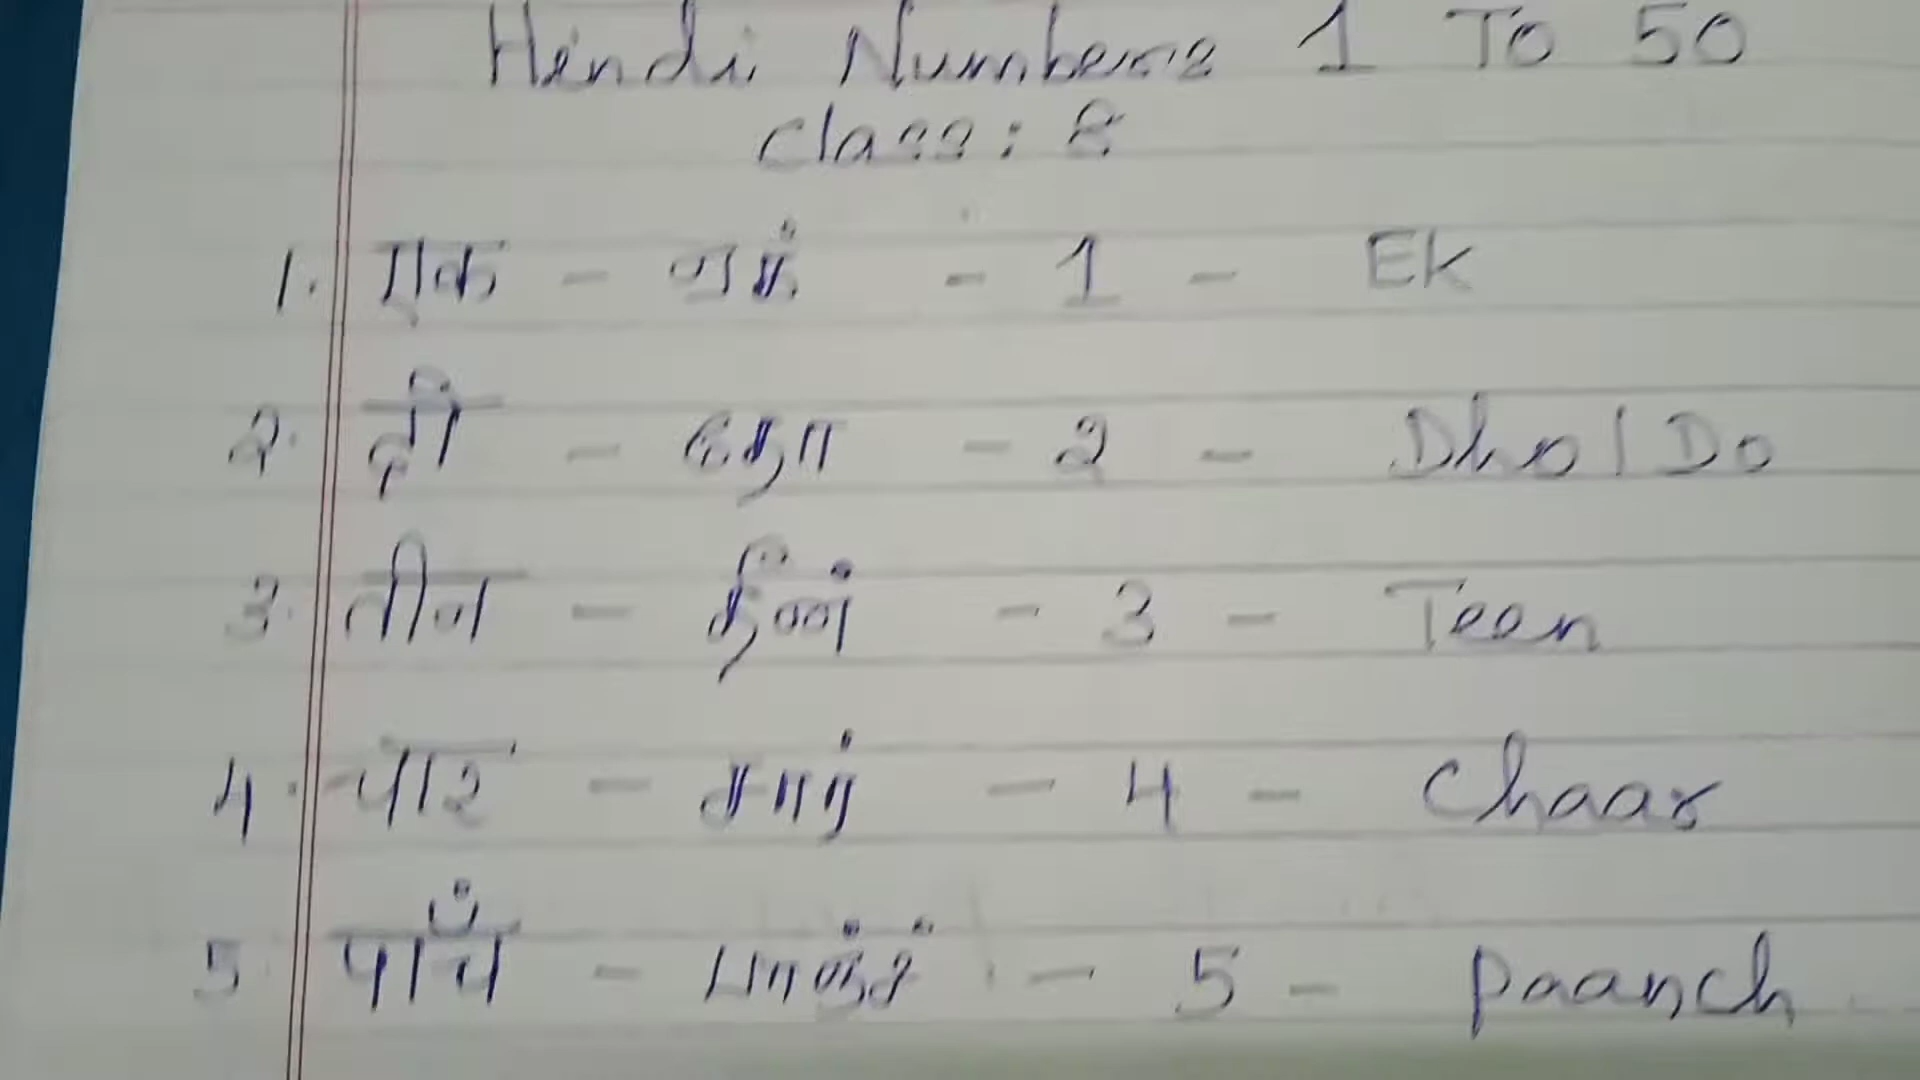 Hindi Numbers 1 To 50
class: 8
1. एक - ஏக் - 1 - Ek
2. दो - தோ - 2 - Dho/Do
3. तीन - தீன் - 3 - Teen
4. चार - சார் - 4 - Chaar
5 पाँच - பாஞ்ச் - 5 - Paanch